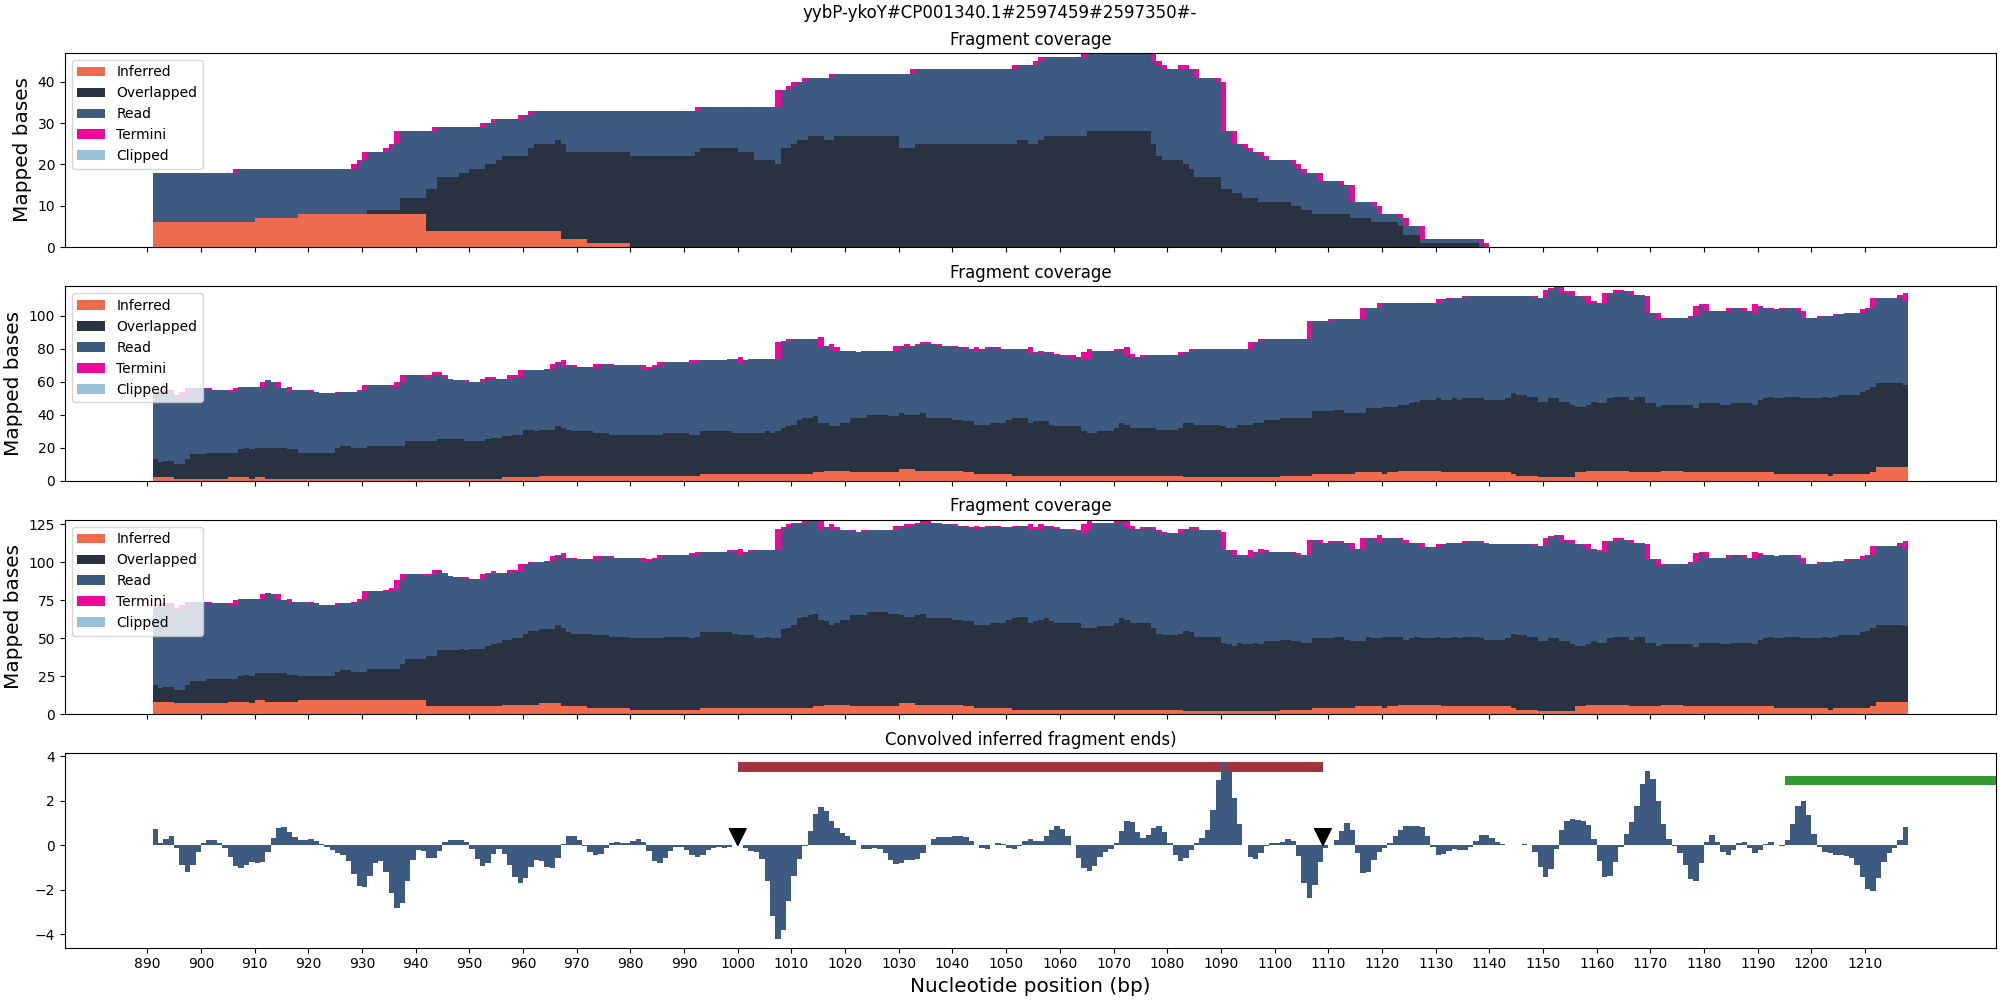 yybP-ykoY#CP001340.1#2597459#2597350#-
Fragment coverage
Mapped bases
40
30
20
10
0
Inferred
Overlapped
Read
Termini
Clipped
Fragment coverage
Mapped bases
100
80
60
40
20
0
Inferred
Overlapped
Read
Termini
Clipped
Fragment coverage
Mapped bases
125
100
75
50
25
0
Inferred
Overlapped
Read
Termini
Clipped
Convolved inferred fragment ends)
4
2
0
−2
−4
890 900 910 920 930 940 950 960 970 980 990 1000 1010 1020 1030 1040 1050 1060 1070 1080 1090 1100 1110 1120 1130 1140 1150 1160 1170 1180 1190 1200 1210
Nucleotide position (bp)